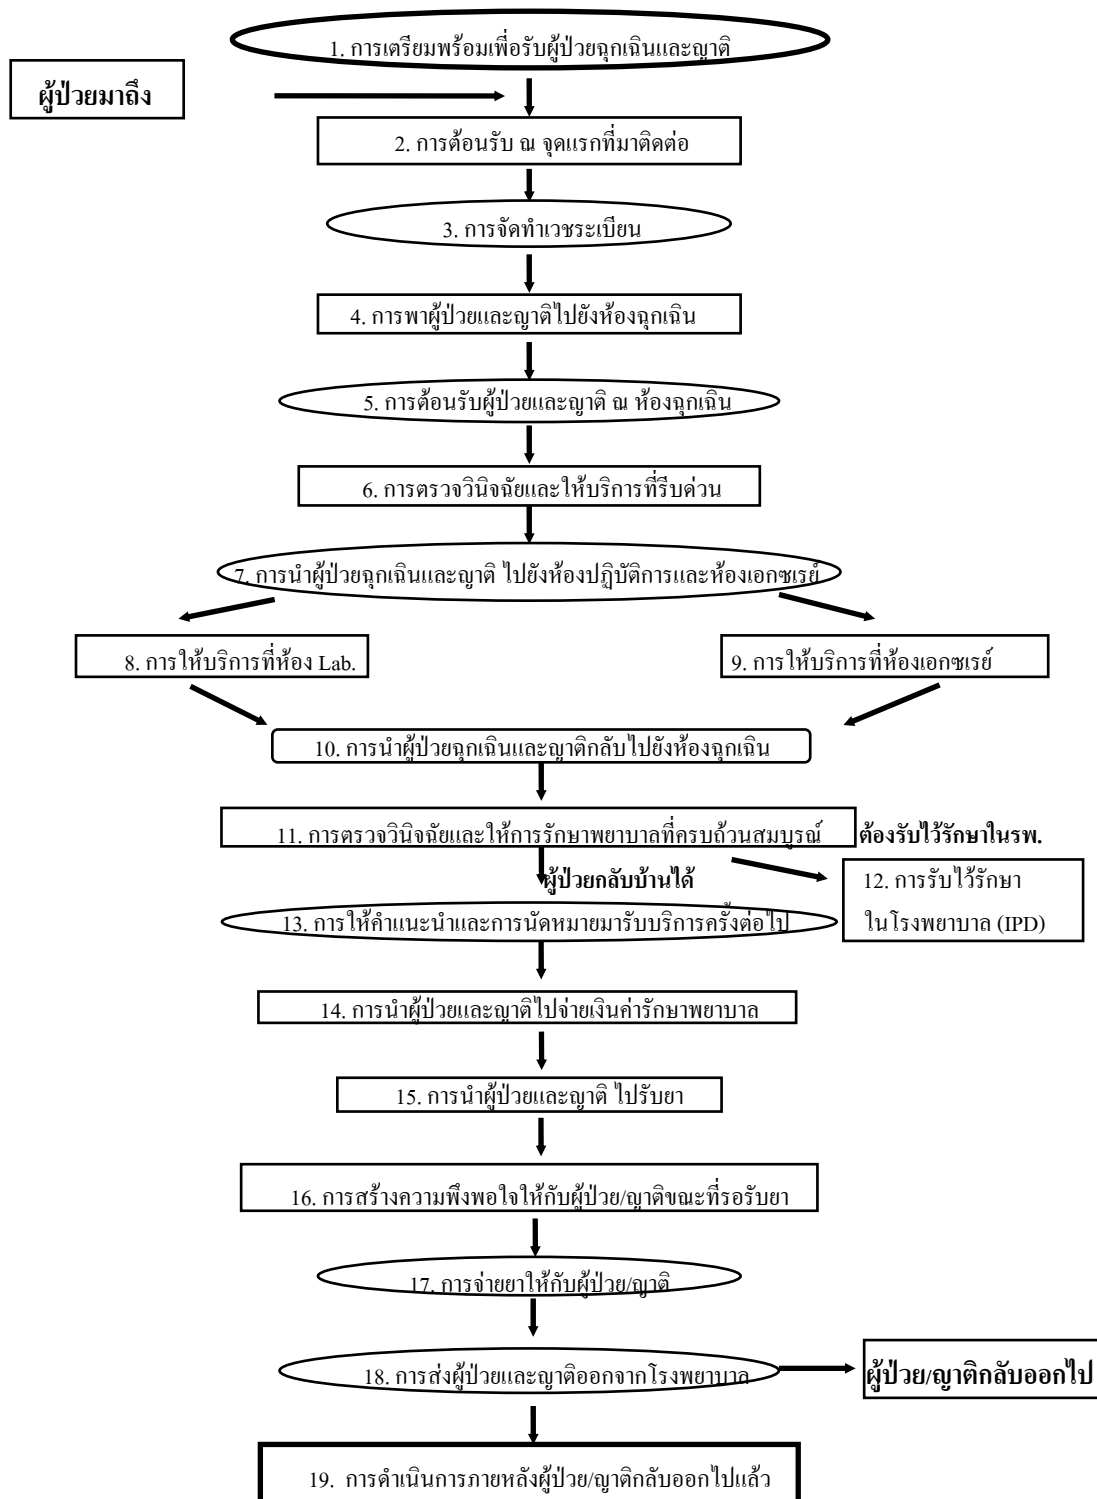 1. การเตรียมพร้อมเพื่อรับผู้ป่วยฉุกเฉินและญาติ
ผู้ป่วยมาถึง
2. การต้อนรับ ณ จุดแรกที่มาติดต่อ
3. การจัดทำเวชระเบียน
4. การพาผู้ป่วยและญาติไปยังห้องฉุกเฉิน
5. การต้อนรับผู้ป่วยและญาติ ณ ห้องฉุกเฉิน
6. การตรวจวินิจฉัยและให้บริการที่รีบด่วน
7. การนำผู้ป่วยฉุกเฉินและญาติ ไปยังห้องปฏิบัติการและห้องเอกซเรย์
8. การให้บริการที่ห้อง Lab.
9. การให้บริการที่ห้องเอกซเรย์
10. การนำผู้ป่วยฉุกเฉินและญาติกลับไปยังห้องฉุกเฉิน
11. การตรวจวินิจฉัยและให้การรักษาพยาบาลที่ครบถ้วนสมบูรณ์
ต้องรับไว้รักษาในรพ.
ผู้ป่วยกลับบ้านได้
12. การรับไว้รักษา
ในโรงพยาบาล (IPD)
13. การให้คำแนะนำและการนัดหมายมารับบริการครั้งต่อไป
14. การนำผู้ป่วยและญาติไปจ่ายเงินค่ารักษาพยาบาล
15. การนำผู้ป่วยและญาติ ไปรับยา
16. การสร้างความพึงพอใจให้กับผู้ป่วย/ญาติขณะที่รอรับยา
17. การจ่ายยาให้กับผู้ป่วย/ญาติ
18. การส่งผู้ป่วยและญาติออกจากโรงพยาบาล
ผู้ป่วย/ญาติกลับออกไป
19. การดำเนินการภายหลังผู้ป่วย/ญาติกลับออกไปแล้ว